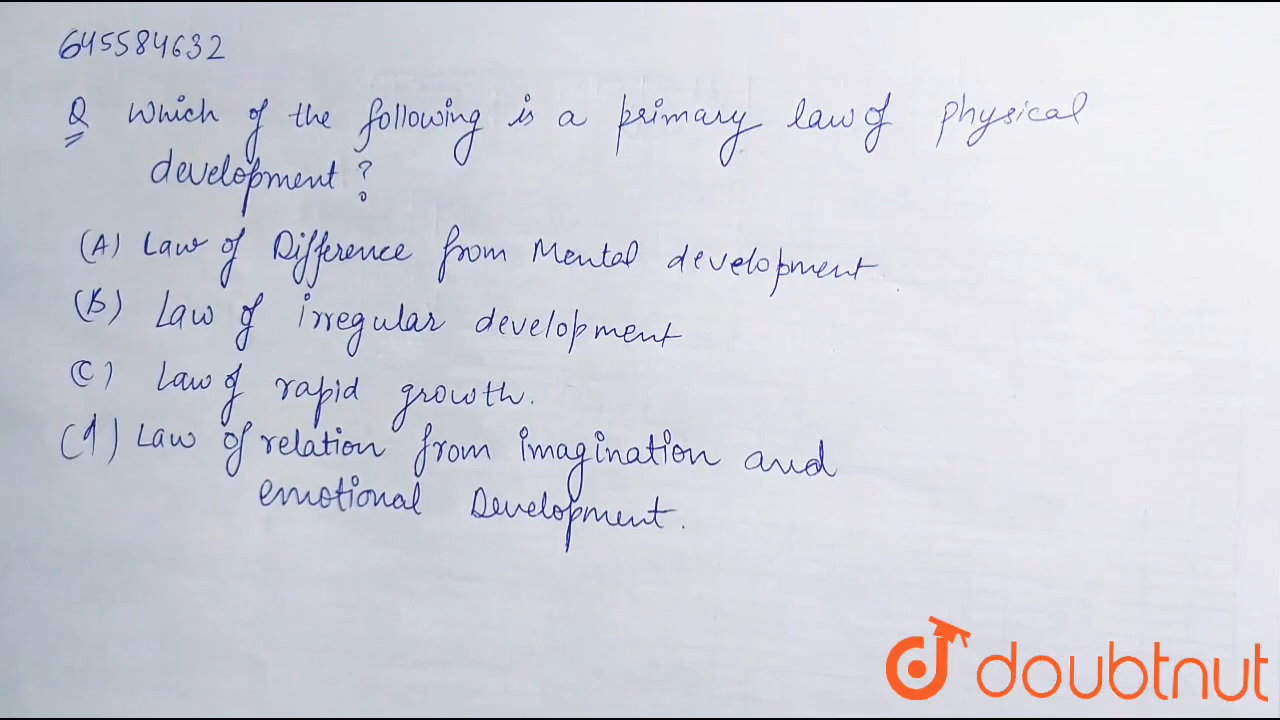 645584632
Q Which of the following is a primary law of physical
development?
(A) Law of Difference from Mental development.
(B) Law of irregular development
(C) Law of rapid growth.
(d) Law of relation from imagination and
emotional Development.
doubtnut